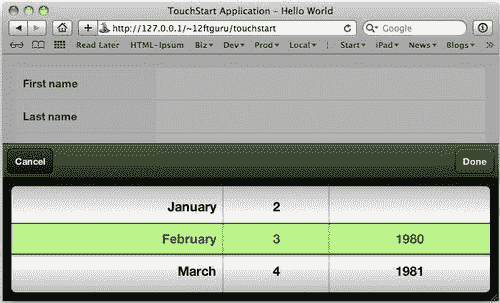 TouchStart Application – Hello World
http://127.0.0.1/~12ftguru/touchstart
Google
Read Later HTML-Ipsum Biz Dev Prod Local Start iPad News Blogs »
First name
Last name
Cancel Done
January 2
February 3 1980
March 4 1981